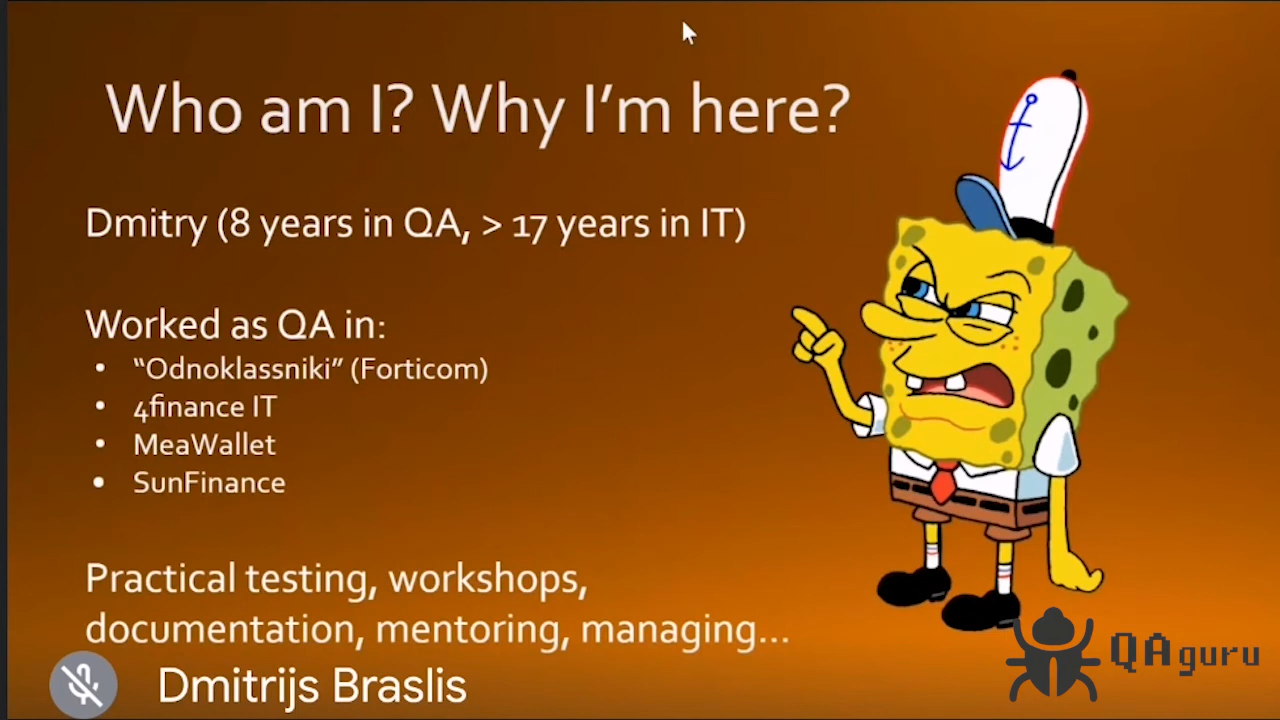 Who am I? Why I’m here?
Dmitry (8 years in QA, > 17 years in IT)
Worked as QA in:
• “Odnoklassniki” (Forticom)
• 4finance IT
• MeaWallet
• SunFinance
Practical testing, workshops,
documentation, mentoring, managing...
Dmitrijs Braslis
QAguru